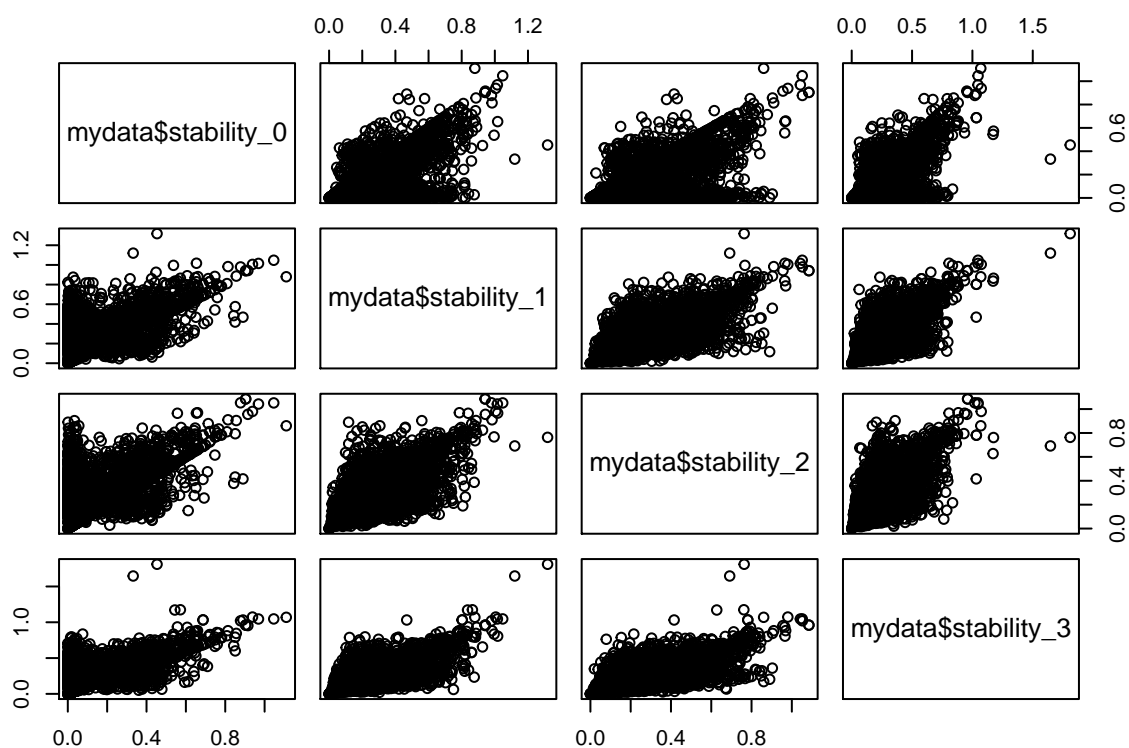 0.0 0.4 0.8 1.2 0.0 0.5 1.0 1.5
mydata$stability_0
0.0 0.6
0.0 0.6 1.2
mydata$stability_1
mydata$stability_2
0.0 0.4 0.8
0.0 1.0
mydata$stability_3
0.0 0.4 0.8 0.0 0.4 0.8